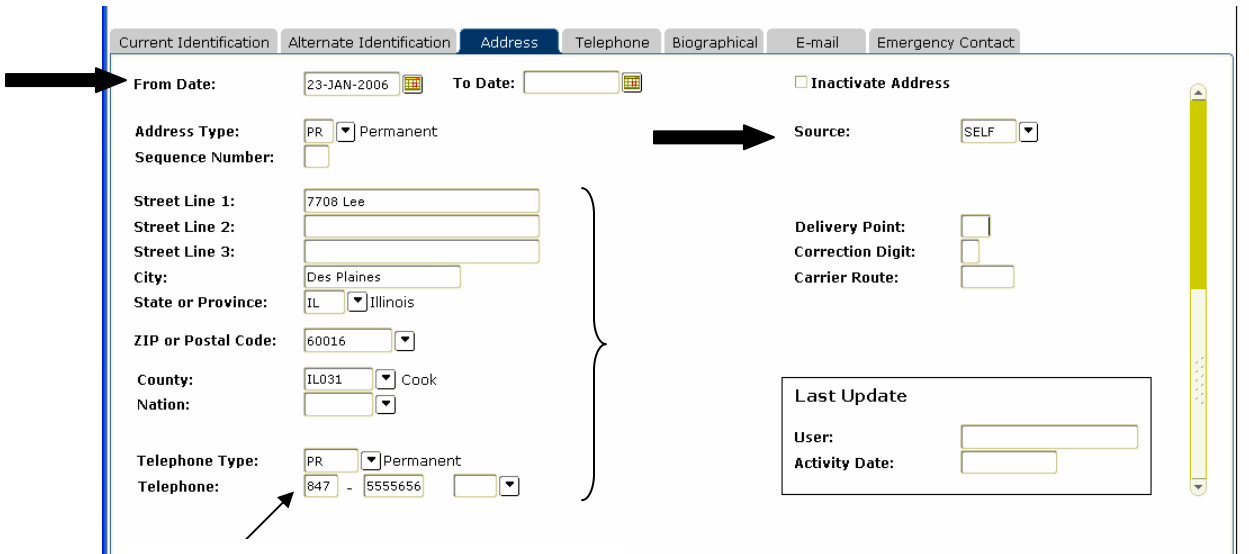 Current Identification Alternate Identification Address Telephone Biographical E-mail Emergency Contact
From Date: 23-JAN-2006 To Date: Inactivate Address
Address Type: PR Permanent Source: SELF
Sequence Number:
Street Line 1: 7708 Lee
Street Line 2: Delivery Point:
Street Line 3: Correction Digit:
City: Des Plaines Carrier Route:
State or Province: IL Illinois
ZIP or Postal Code: 60016
County: IL031 Cook
Nation:
Last Update
User:
Telephone Type: PR Permanent Activity Date:
Telephone: 847 - 5555656